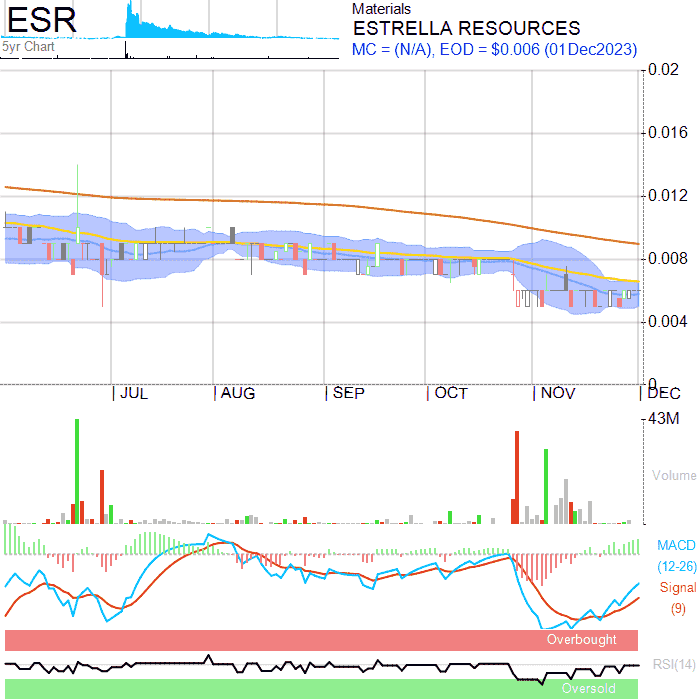 ESR
5yr Chart
Materials
ESTRELLA RESOURCES
MC = (N/A), EOD = $0.006 (01Dec2023)
0.02
0.016
0.012
0.008
0.004
0
JUL AUG SEP OCT NOV DEC
43M
Volume
MACD
(12-26)
Signal
(9)
Overbought
RSI(14)
Oversold